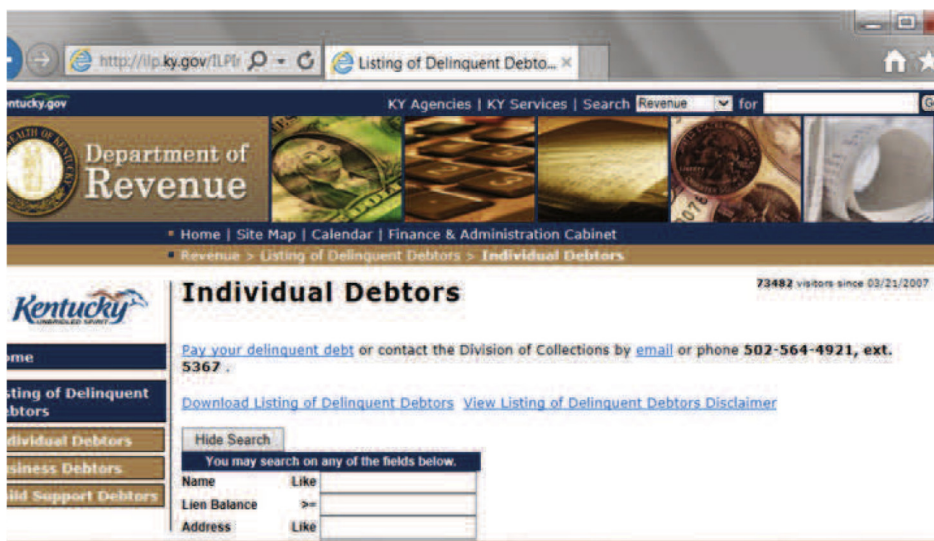 http://ilp.ky.gov/ILPIr
Listing of Delinquent Debto...
KY Agencies | KY Services | Search Revenue for
Department of
Revenue
Home | Site Map | Calendar | Finance & Administration Cabinet
Revenue > Listing of Delinquent Debtors > Individual Debtors
Kentucky
UNBRIDLED SPIRIT
Individual Debtors
73482 visitors since 03/21/2007
Pay your delinquent debt or contact the Division of Collections by email or phone 502-564-4921, ext.
5367 .
Download Listing of Delinquent Debtors View Listing of Delinquent Debtors Disclaimer
ome
sting of Delinquent
ebtors
dividual Debtors
siness Debtors
ild Support Debtors
Hide Search
You may search on any of the fields below.
Name Like
Lien Balance >=
Address Like